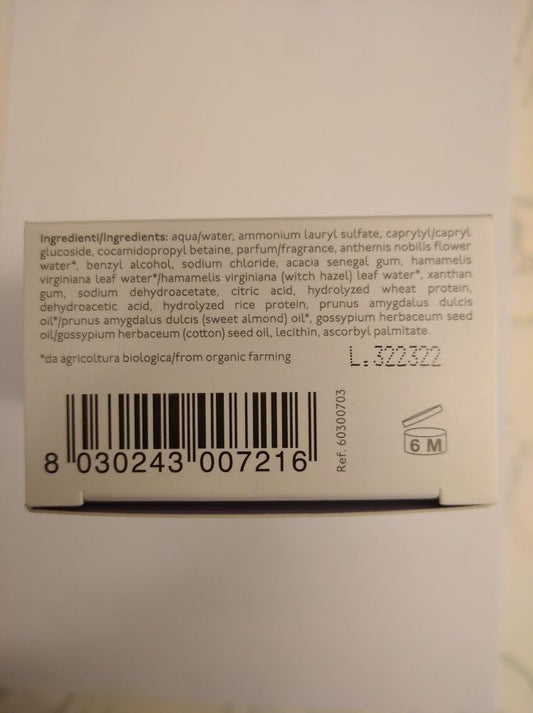 Ingredienti/Ingredients: aqua/water, ammonium lauryl sulfate, caprylyl/capryl
glucoside, cocamidopropyl betaine, parfum/fragrance, anthemis nobilis flower
water*, benzyl alcohol, sodium chloride, acacia senegal gum, hamamelis
virginiana leaf water*/hamamelis virginiana (witch hazel) leaf water*, xanthan
gum, sodium dehydroacetate, citric acid, hydrolyzed wheat protein,
dehydroacetic acid, hydrolyzed rice protein, prunus amygdalus dulcis
oil*/prunus amygdalus dulcis (sweet almond) oil*, gossypium herbaceum seed
oil/gossypium herbaceum (cotton) seed oil, lecithin, ascorbyl palmitate.
*da agricoltura biologica/from organic farming
L.322322
8 030243 007216
Ref. 60300703
6 M